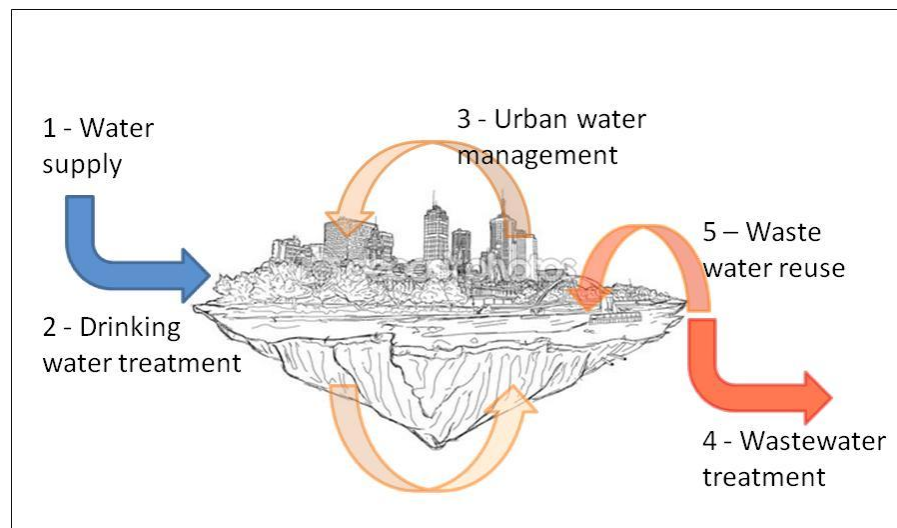 1 - Water
supply
3 - Urban water
management
5 – Waste
water reuse
2 - Drinking
water treatment
4 - Wastewater
treatment